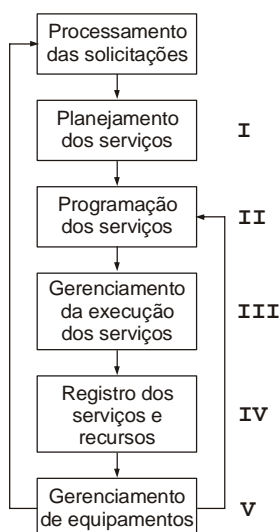 Processamento
das solicitações
Planejamento
dos serviços
I
Programação
dos serviços
II
Gerenciamento
da execução
dos serviços
III
Registro dos
serviços e
recursos
IV
Gerenciamento
de equipamentos
V